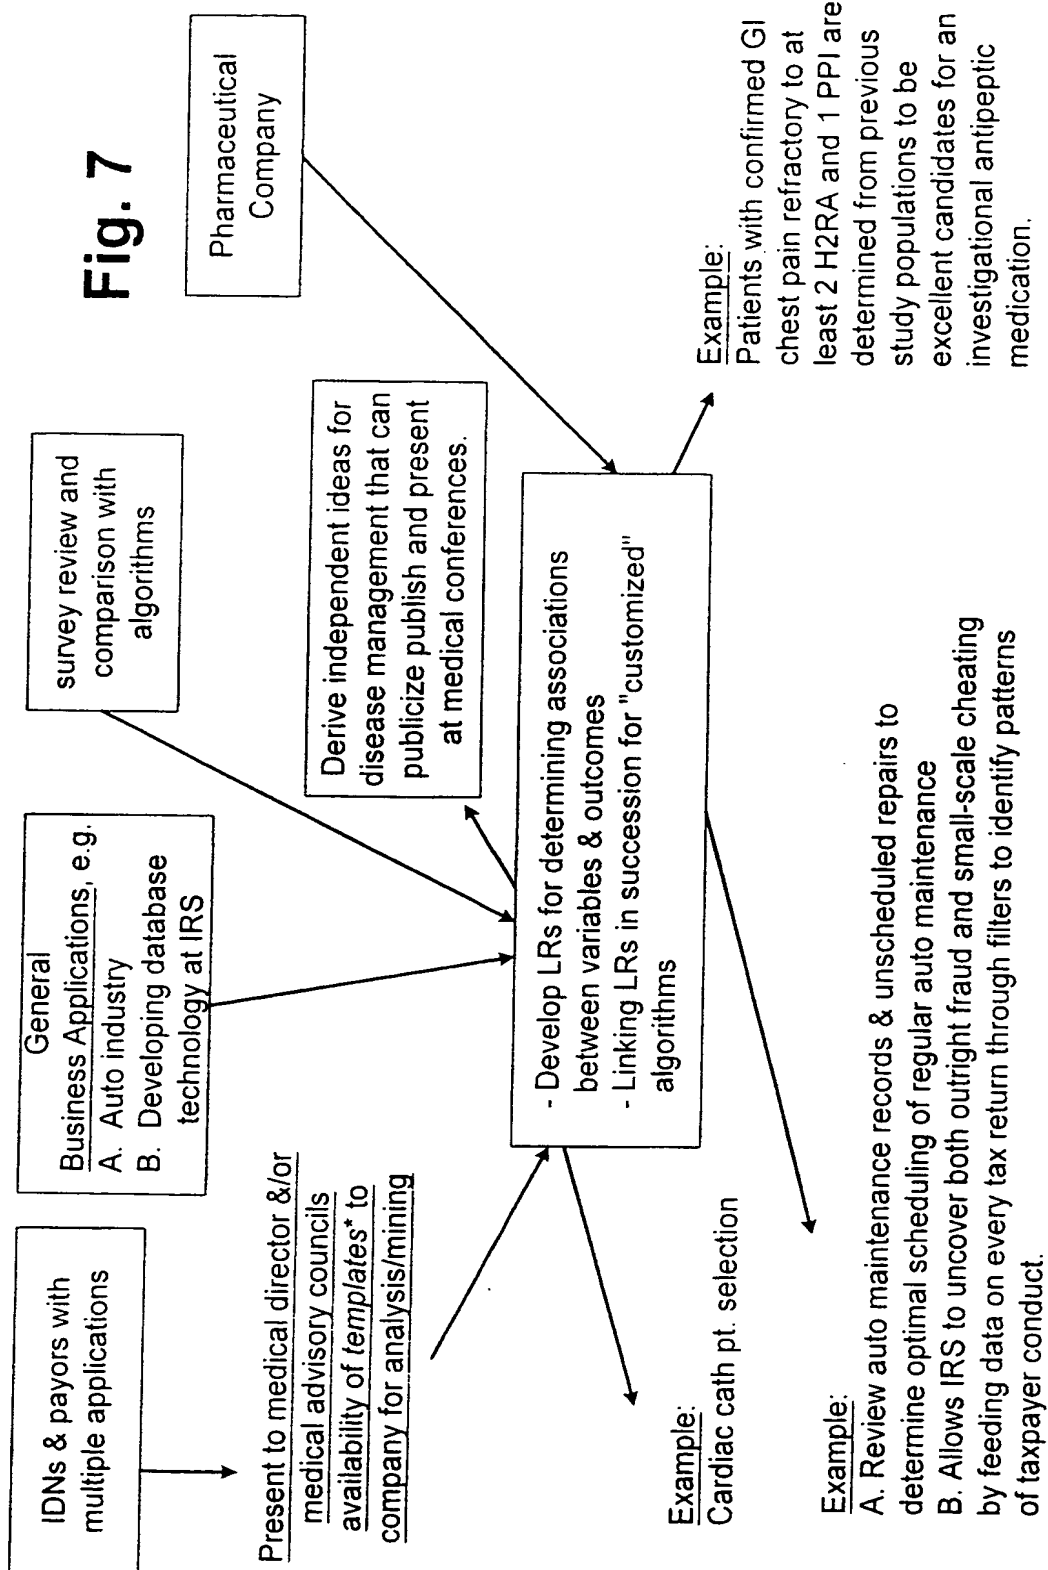 Fig. 7
IDNs & payors with
multiple applications
General
Business Applications, e.g.
A. Auto industry
B. Developing database
technology at IRS
survey review and
comparison with
algorithms
Pharmaceutical
Company
Present to medical director &/or
medical advisory councils
availability of templates* to
company for analysis/mining
Derive independent ideas for
disease management that can
publicize publish and present
at medical conferences.
- Develop LRs for determining associations
between variables & outcomes
- Linking LRs in succession for "customized"
algorithms
Example:
Cardiac cath pt. selection
Example:
Patients with confirmed GI
chest pain refractory to at
least 2 H2RA and 1 PPI are
determined from previous
study populations to be
excellent candidates for an
investigational antipeptic
medication.
Example:
A. Review auto maintenance records & unscheduled repairs to
determine optimal scheduling of regular auto maintenance
B. Allows IRS to uncover both outright fraud and small-scale cheating
by feeding data on every tax return through filters to identify patterns
of taxpayer conduct.